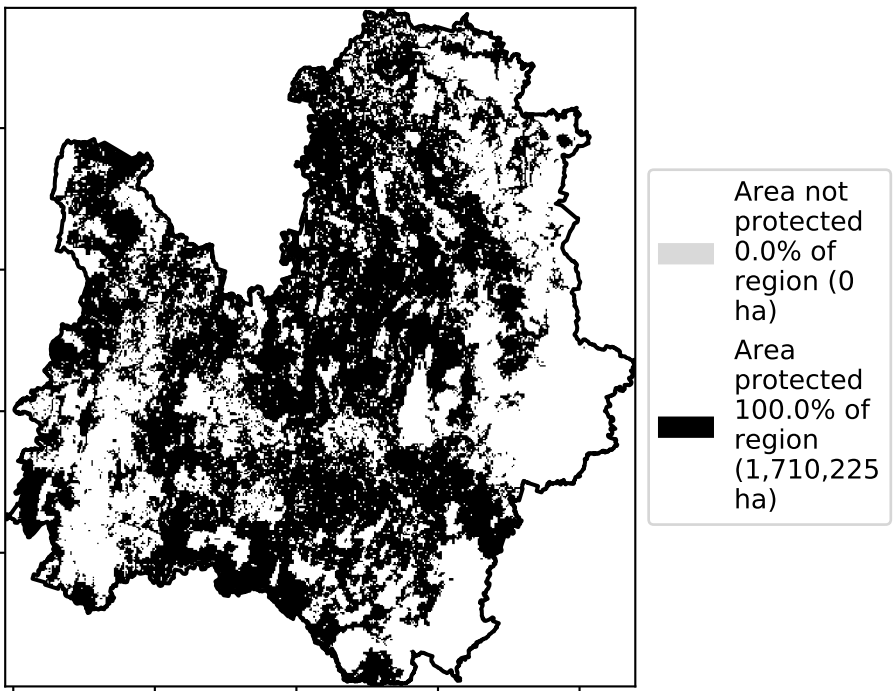 Area not
protected
0.0% of
region (0
ha)
Area
protected
100.0% of
region
(1,710,225
ha)